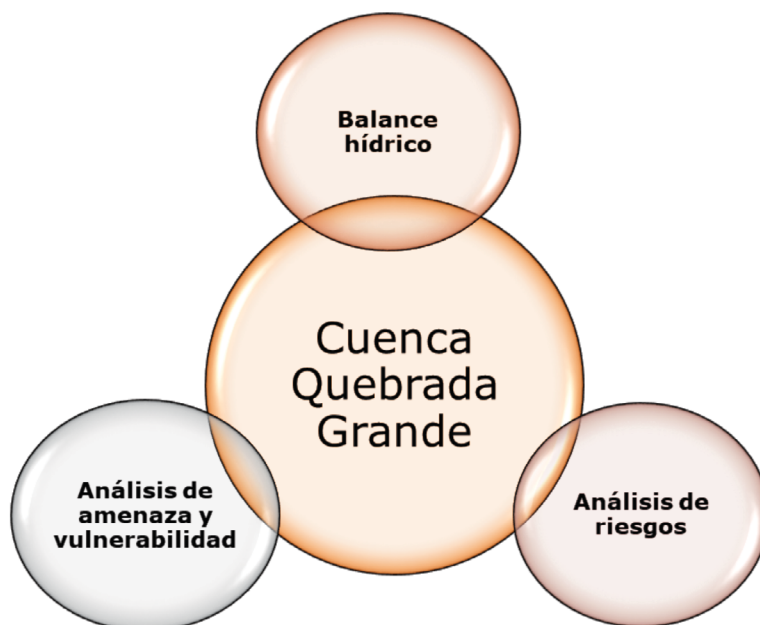 Balance
hídrico
Cuenca
Quebrada
Grande
Análisis de
amenaza y
vulnerabilidad
Análisis de
riesgos